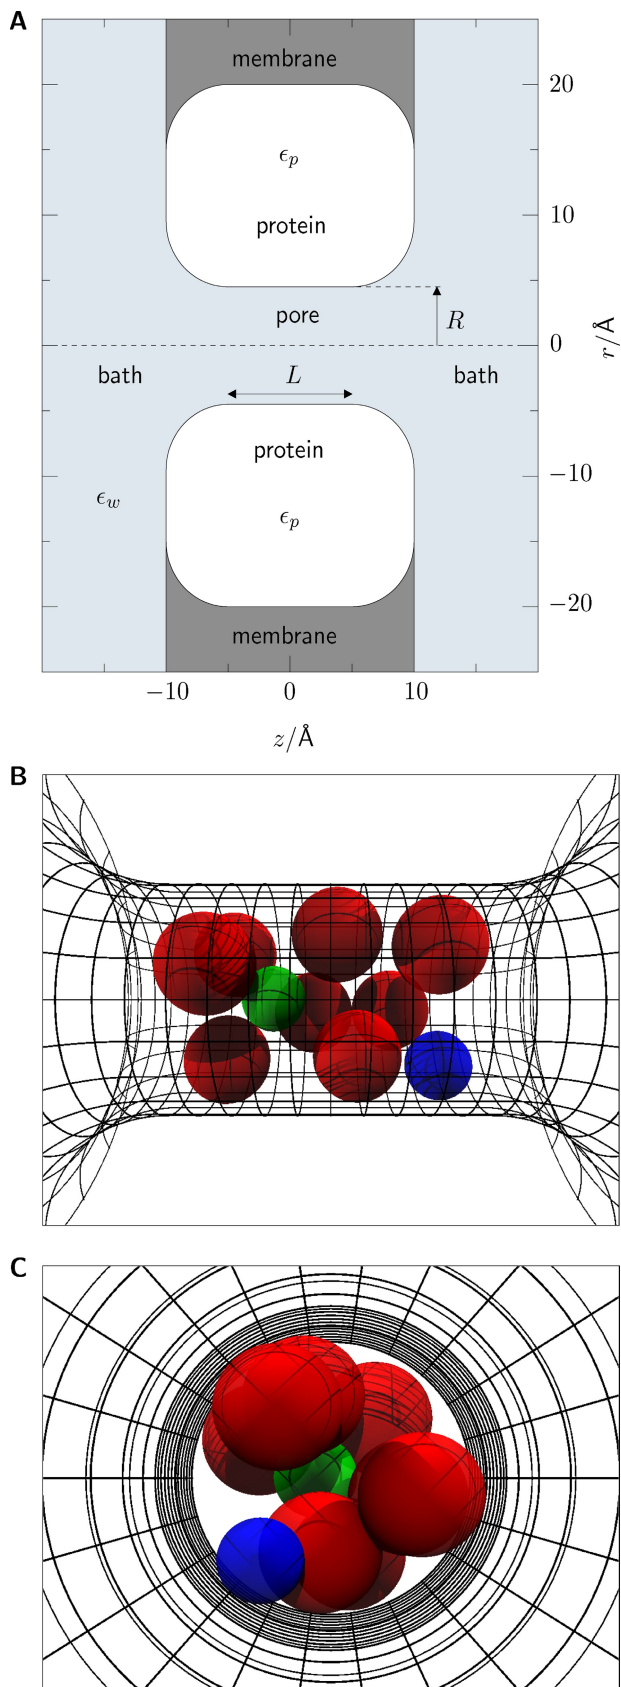 A
membrane
ϵp
protein
pore
R
bath
L
bath
protein
ϵw
ϵp
membrane
20
10
0
−10
−20
r/Å
−10 0 10
z/Å
B
C